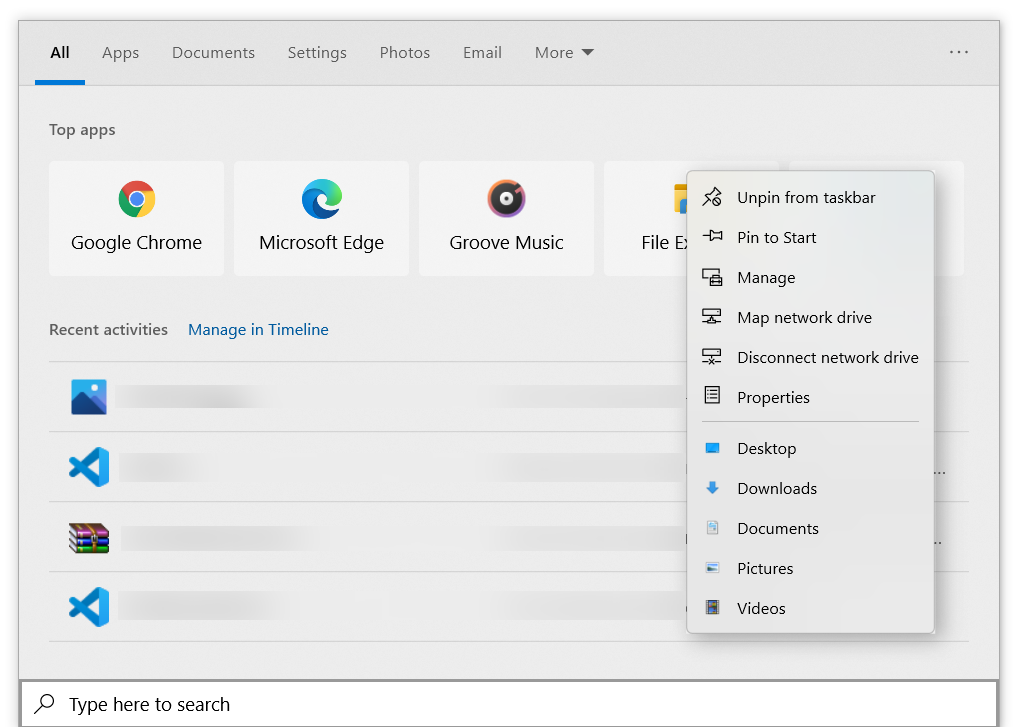 All Apps Documents Settings Photos Email More ...
Top apps
Google Chrome Microsoft Edge Groove Music File Ex
Unpin from taskbar
Pin to Start
Manage
Map network drive
Disconnect network drive
Properties
Desktop
Downloads
Documents
Pictures
Videos
Recent activities Manage in Timeline
Type here to search